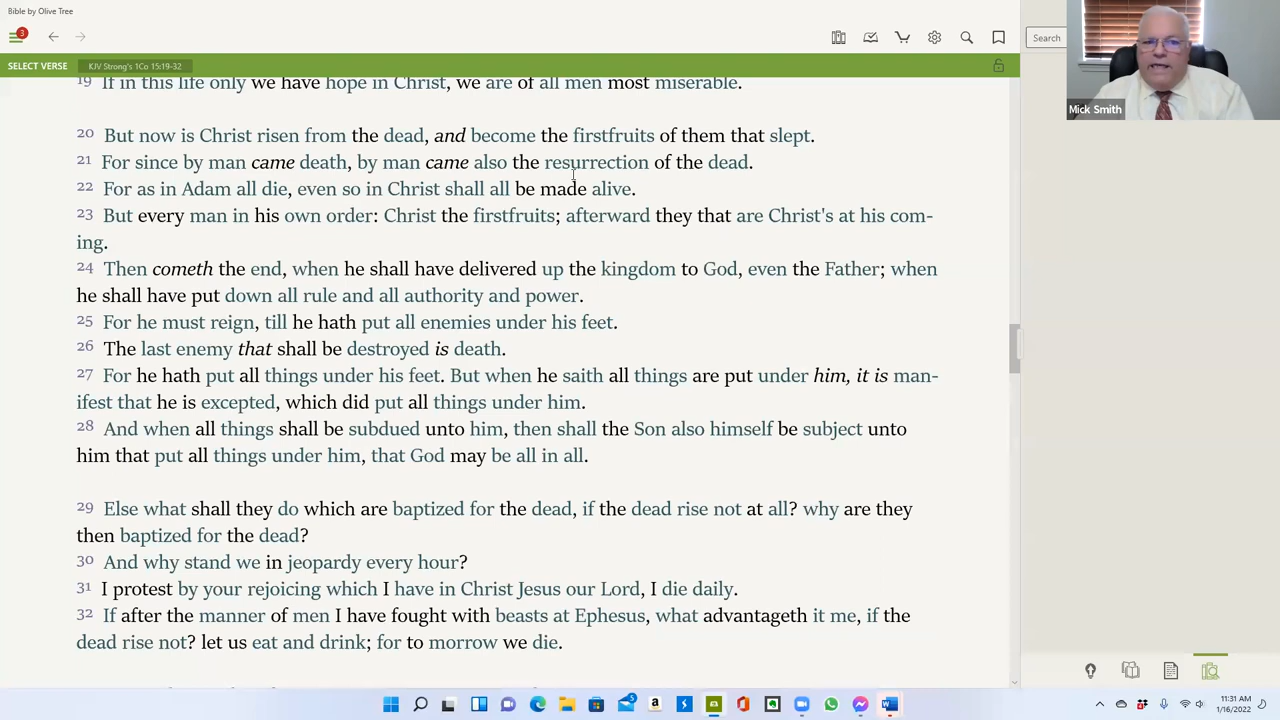 Bible by Olive Tree
3
Search
SELECT VERSE KJV Strong's 1Co 15:19-32
Mick Smith
19 If in this life only we have hope in Christ, we are of all men most miserable.
20 But now is Christ risen from the dead, and become the firstfruits of them that slept.
21 For since by man came death, by man came also the resurrection of the dead.
22 For as in Adam all die, even so in Christ shall all be made alive.
23 But every man in his own order: Christ the firstfruits; afterward they that are Christ's at his com-
ing.
24 Then cometh the end, when he shall have delivered up the kingdom to God, even the Father; when
he shall have put down all rule and all authority and power.
25 For he must reign, till he hath put all enemies under his feet.
26 The last enemy that shall be destroyed is death.
27 For he hath put all things under his feet. But when he saith all things are put under him, it is man-
ifest that he is excepted, which did put all things under him.
28 And when all things shall be subdued unto him, then shall the Son also himself be subject unto
him that put all things under him, that God may be all in all.
29 Else what shall they do which are baptized for the dead, if the dead rise not at all? why are they
then baptized for the dead?
30 And why stand we in jeopardy every hour?
31 I protest by your rejoicing which I have in Christ Jesus our Lord, I die daily.
32 If after the manner of men I have fought with beasts at Ephesus, what advantageth it me, if the
dead rise not? let us eat and drink; for to morrow we die.
11:31 AM
1/16/2022